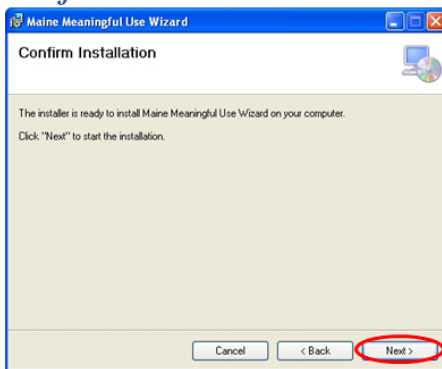 Maine Meaningful Use Wizard
Confirm Installation
The installer is ready to install Maine Meaningful Use Wizard on your computer.
Click "Next" to start the installation.
Cancel
< Back
Next >